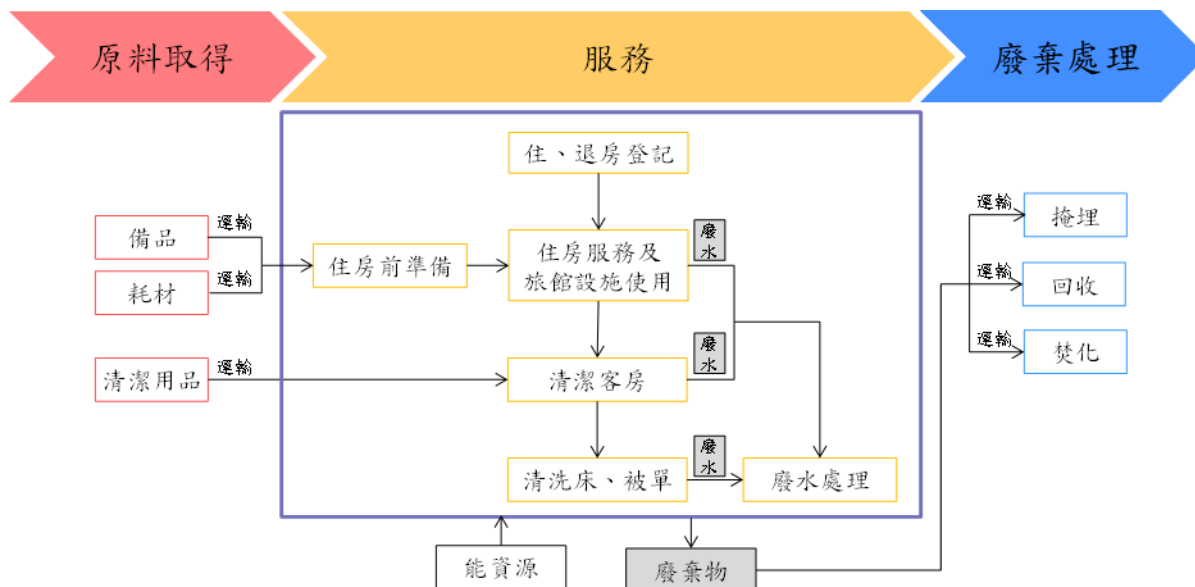 原料取得
服務
廢棄處理
住、退房登記
備品
運輸
耗材
運輸
住房前準備
住房服務及
旅館設施使用
廢
水
清潔用品
運輸
清潔客房
廢
水
清洗床、被單
廢
水
廢水處理
運輸
掩埋
運輸
回收
運輸
焚化
能資源
廢棄物